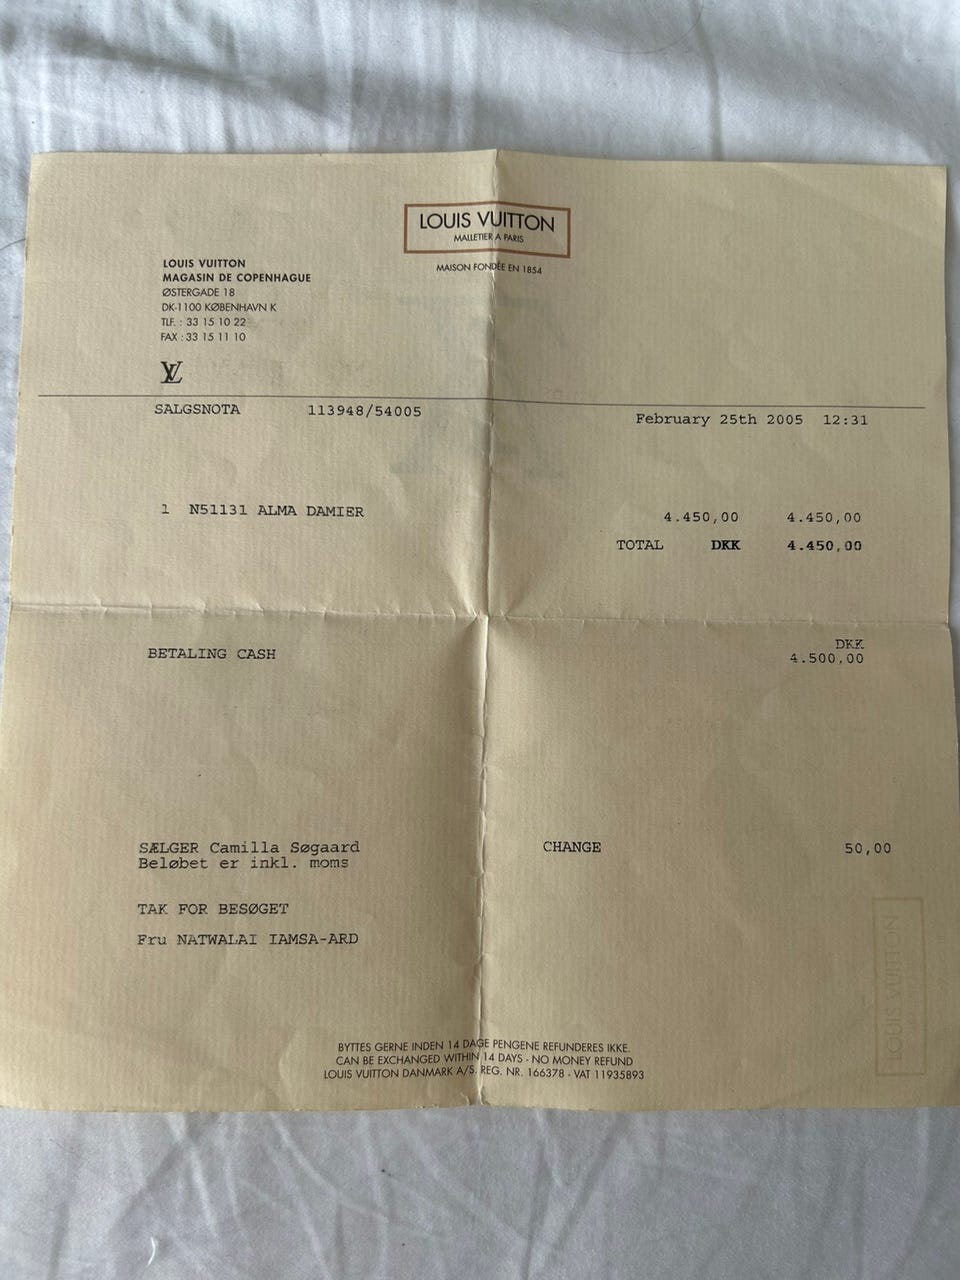 LOUIS VUITTON
MALLETIER A PARIS
MAISON FONDÉE EN 1854
LOUIS VUITTON
MAGASIN DE COPENHAGUE
ØSTERGADE 18
DK-1100 KØBENHAVN K
TLF. : 33 15 10 22
FAX : 33 15 11 10
LV
SALGSNOTA 113948/54005 February 25th 2005 12:31
1 N51131 ALMA DAMIER 4.450,00 4.450,00
TOTAL DKK 4.450,00
DKK
BETALING CASH 4.500,00
SÆLGER Camilla Søgaard CHANGE 50,00
Beløbet er inkl. moms
TAK FOR BESØGET
Fru NATWALAI IAMSA-ARD
LOUIS VUITTON
BYTTES GERNE INDEN 14 DAGE PENGENE REFUNDERES IKKE.
CAN BE EXCHANGED WITHIN 14 DAYS - NO MONEY REFUND
LOUIS VUITTON DANMARK A/S. REG. NR. 166378 - VAT 11935893